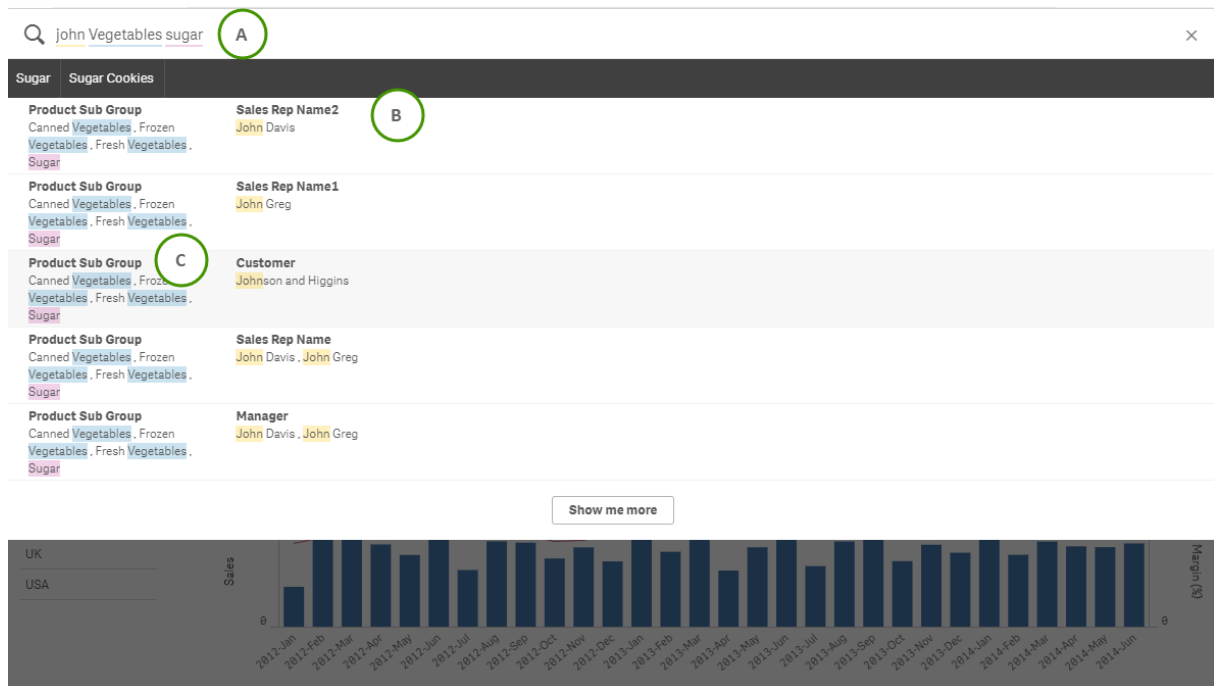 john Vegetables sugar
A
Sugar
Sugar Cookies
Product Sub Group
Canned Vegetables , Frozen
Vegetables , Fresh Vegetables ,
Sugar
Sales Rep Name2
John Davis
B
Product Sub Group
Canned Vegetables , Frozen
Vegetables , Fresh Vegetables ,
Sugar
Sales Rep Name1
John Greg
Product Sub Group
C
Canned Vegetables , Froze
Vegetables , Fresh Vegetables ,
Sugar
Customer
Johnson and Higgins
Product Sub Group
Canned Vegetables , Frozen
Vegetables , Fresh Vegetables ,
Sugar
Sales Rep Name
John Davis , John Greg
Product Sub Group
Canned Vegetables , Frozen
Vegetables , Fresh Vegetables ,
Sugar
Manager
John Davis , John Greg
Show me more
UK
USA
Sales
0
0
Margin (%)
2012-Jan
2012-Feb
2012-Mar
2012-Apr
2012-May
2012-Jun
2012-Jul
2012-Aug
2012-Sep
2012-Oct
2012-Nov
2012-Dec
2013-Jan
2013-Feb
2013-Mar
2013-Apr
2013-May
2013-Jun
2013-Jul
2013-Aug
2013-Sep
2013-Oct
2013-Nov
2013-Dec
2014-Jan
2014-Feb
2014-Mar
2014-Apr
2014-May
2014-Jun